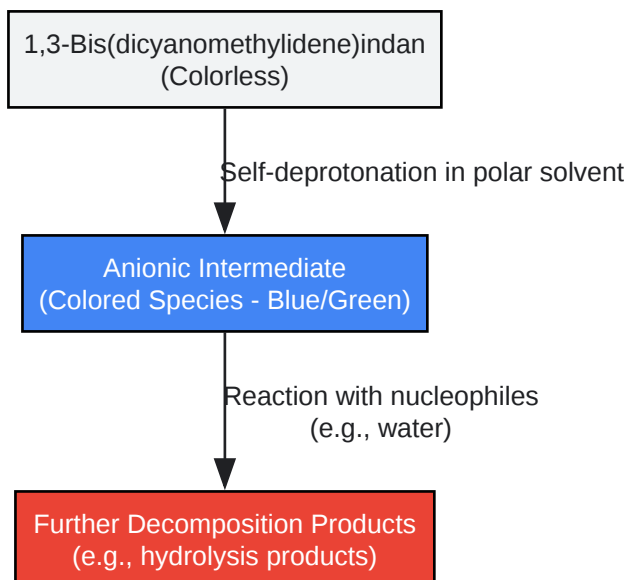 1,3-Bis(dicyanomethylidene)indan
(Colorless)
Self-deprotonation in polar solvent
Anionic Intermediate
(Colored Species - Blue/Green)
Reaction with nucleophiles
(e.g., water)
Further Decomposition Products
(e.g., hydrolysis products)